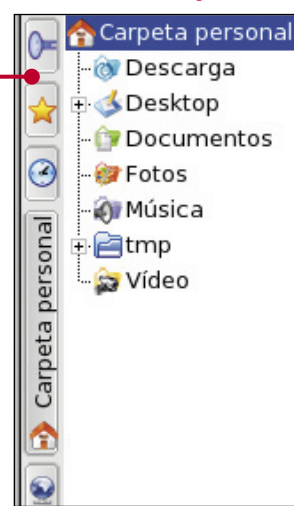 Carpeta personal
Descarga
Desktop
Documentos
Fotos
Música
tmp
Vídeo
Carpeta personal